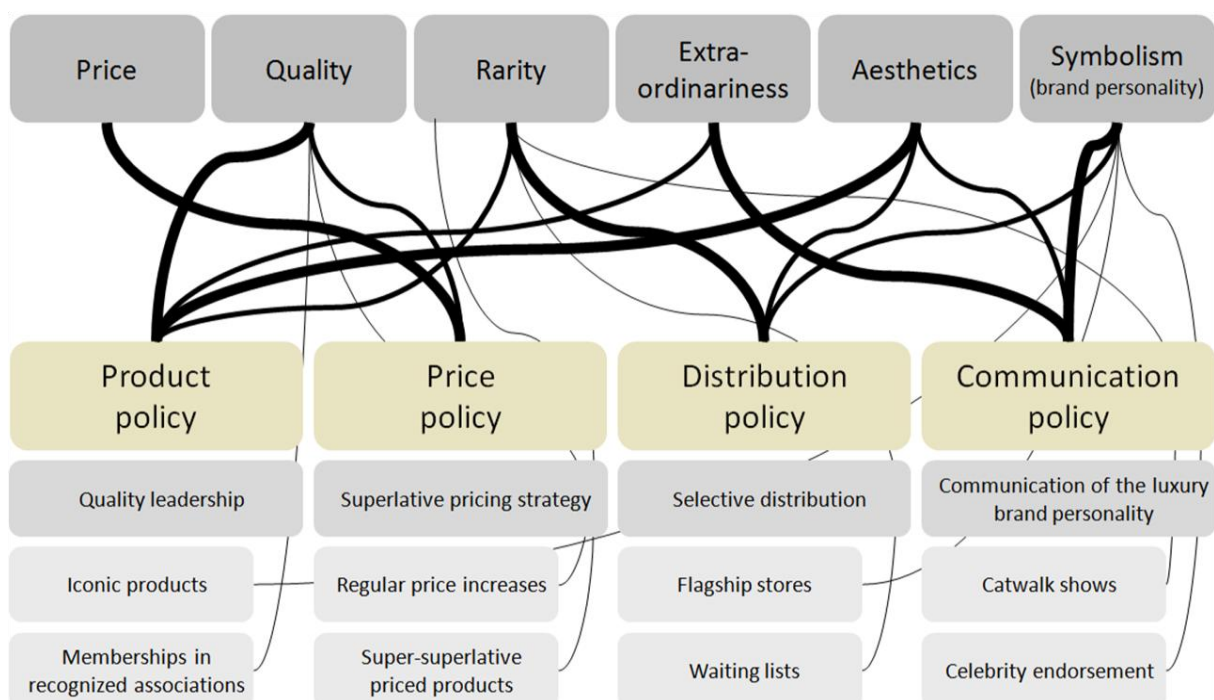 Price
Quality
Rarity
Extra-
ordinariness
Aesthetics
Symbolism
(brand personality)
Product
policy
Price
policy
Distribution
policy
Communication
policy
Quality leadership
Superlative pricing strategy
Selective distribution
Communication of the luxury
brand personality
Iconic products
Regular price increases
Flagship stores
Catwalk shows
Memberships in
recognized associations
Super-superlative
priced products
Waiting lists
Celebrity endorsement